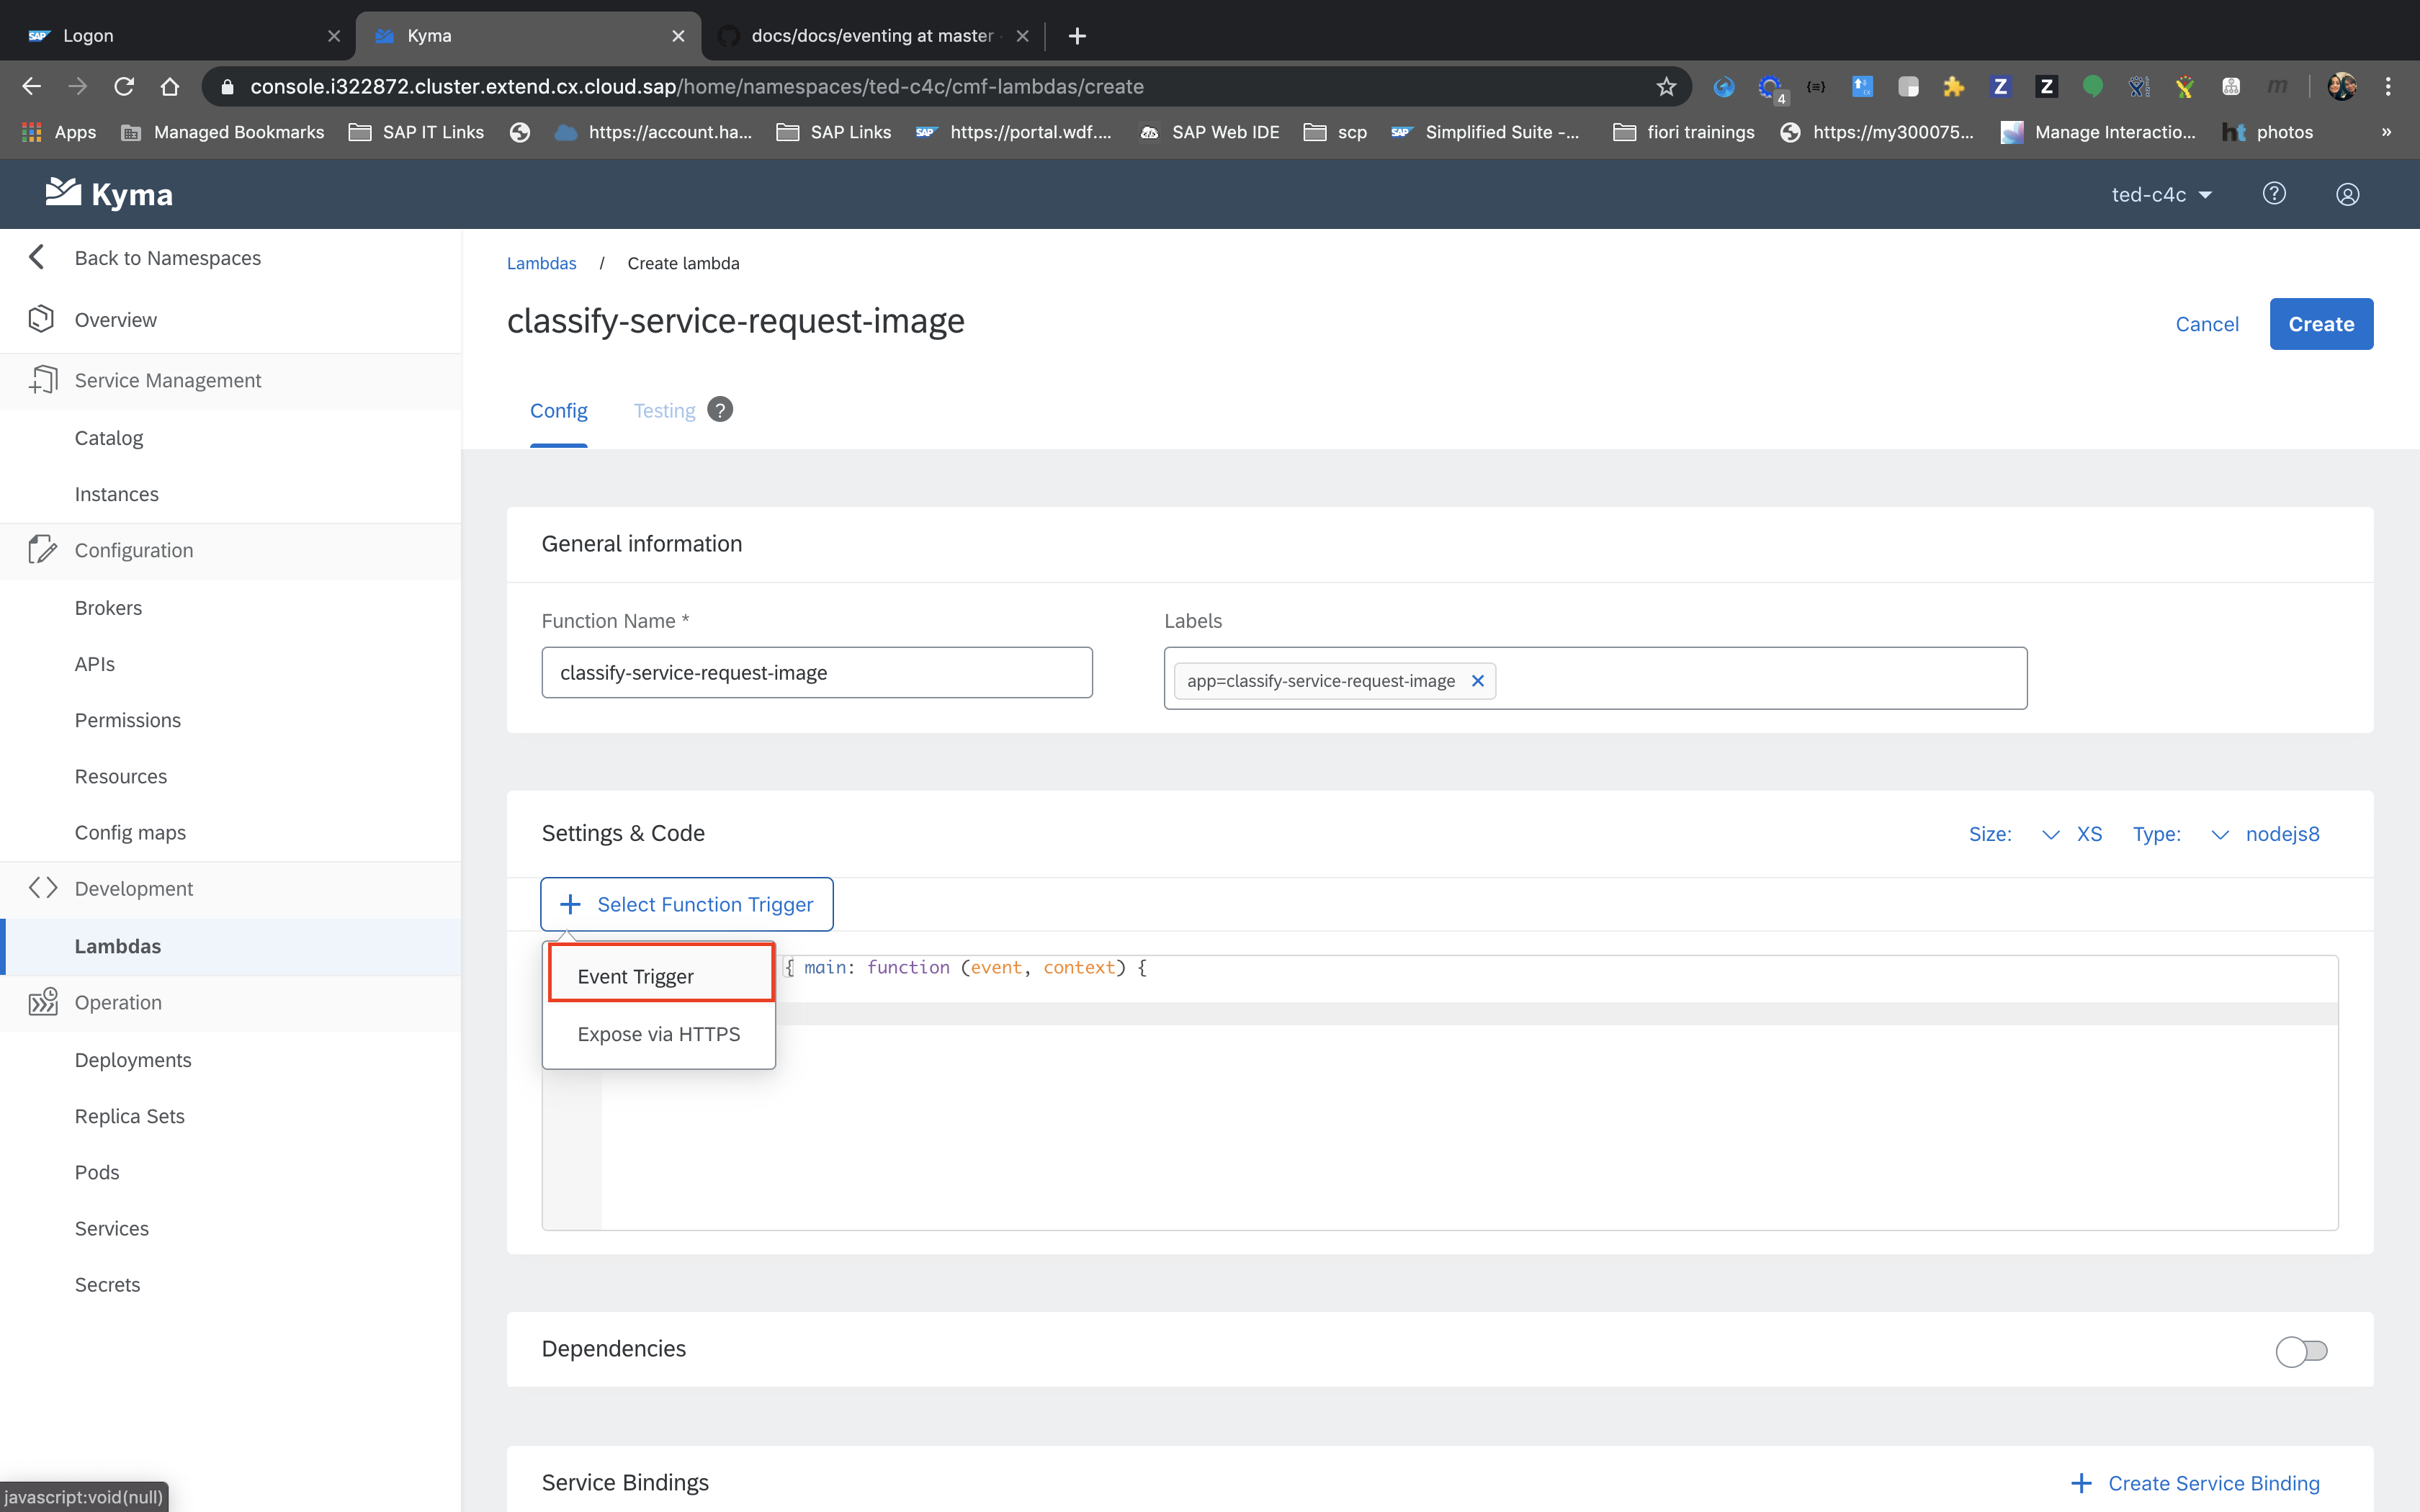 SAP Logon
Kyma
docs/docs/eventing at master
console.i322872.cluster.extend.cx.cloud.sap/home/namespaces/ted-c4c/cmf-lambdas/create
4
Z
Z
m
Apps
Managed Bookmarks
SAP IT Links
https://account.ha...
SAP Links
SAP https://portal.wdf....
SAP Web IDE
scp
SAP Simplified Suite -...
fiori trainings
https://my300075...
Manage Interactio...
ht photos
»
Kyma
ted-c4c
?
Back to Namespaces
Overview
Service Management
Catalog
Instances
Configuration
Brokers
APIs
Permissions
Resources
Config maps
Development
Lambdas
Operation
Deployments
Replica Sets
Pods
Services
Secrets
javascript:void(null)
Lambdas / Create lambda
classify-service-request-image
Cancel
Create
Config
Testing ?
General information
Function Name *
classify-service-request-image
Labels
app=classify-service-request-image
Settings & Code
Size: XS Type: nodejs8
+ Select Function Trigger
Event Trigger
Expose via HTTPS
{ main: function (event, context) {
Dependencies
Service Bindings
+ Create Service Binding